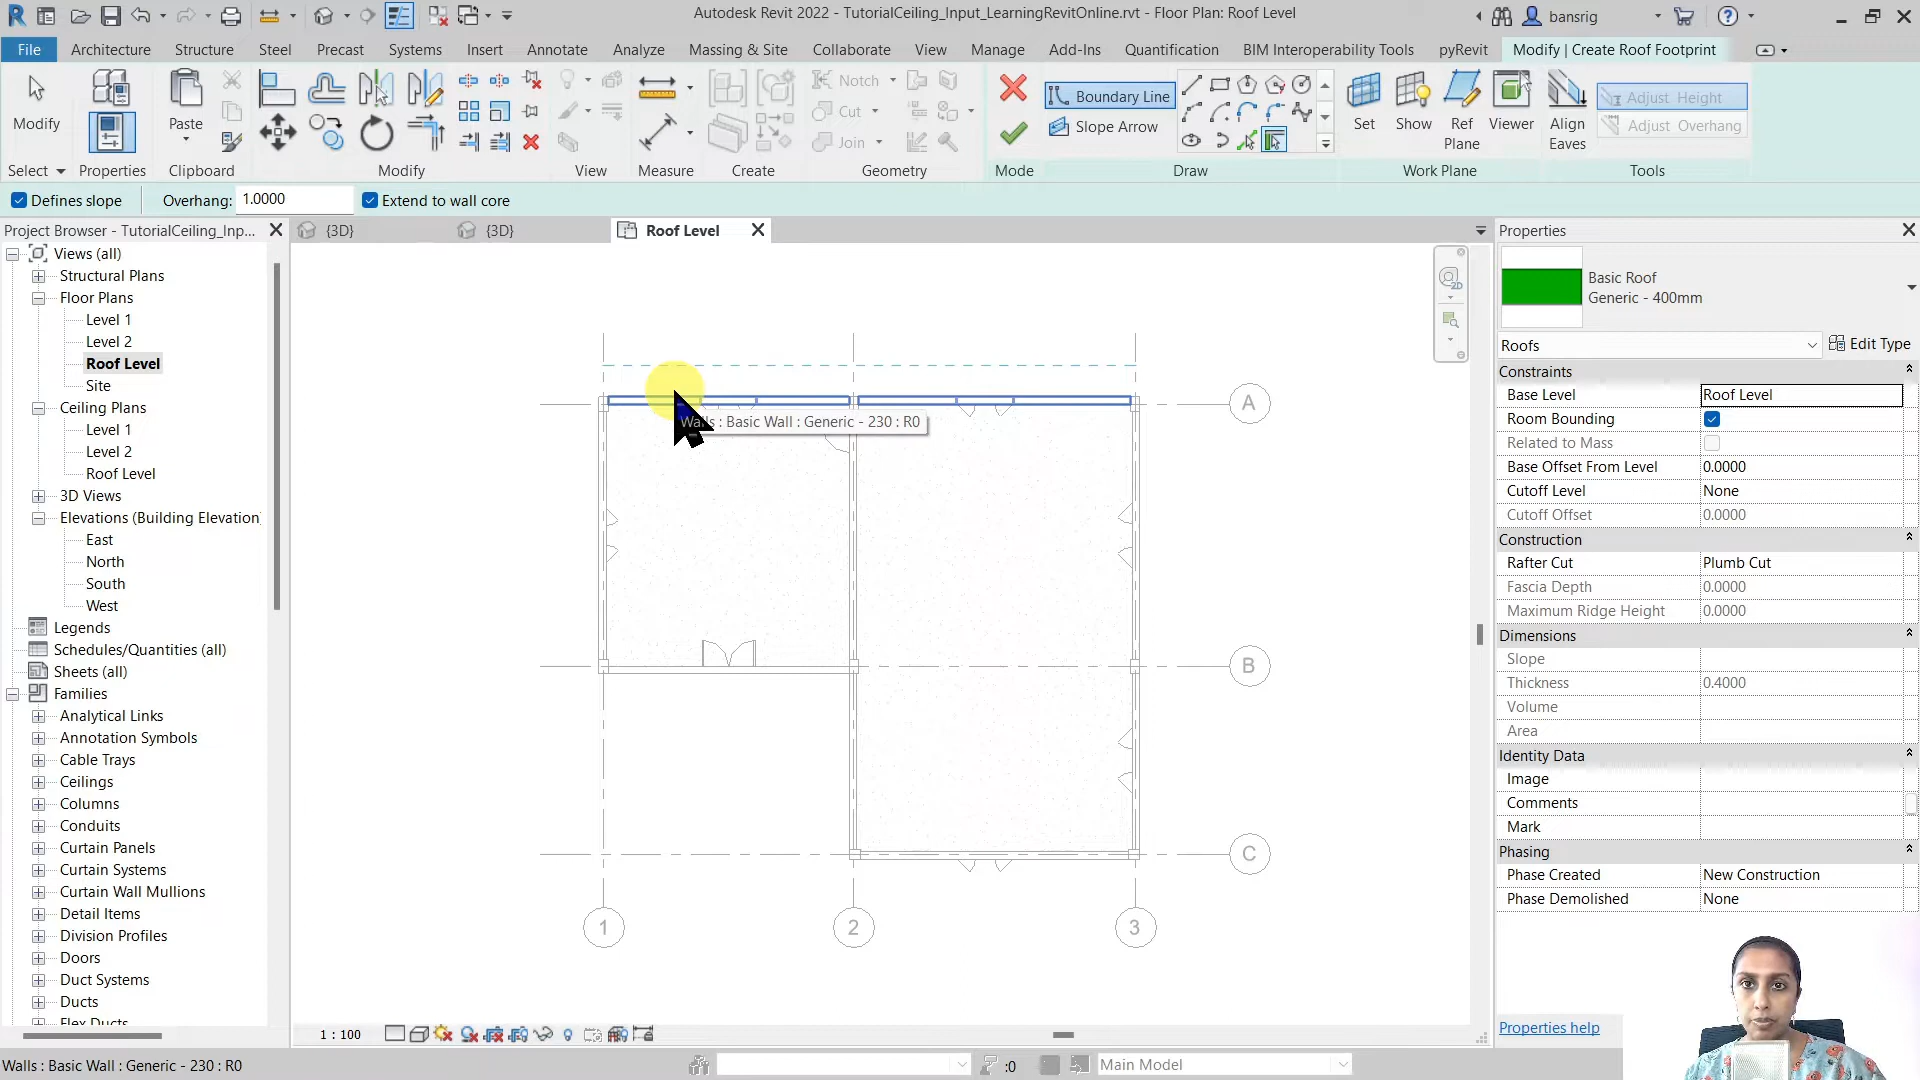 Autodesk Revit 2022 - TutorialCeiling_Input_LearningRevitOnline.rvt - Floor Plan: Roof Level
bansrig
File
Architecture
Structure
Steel
Precast
Systems
Insert
Annotate
Analyze
Massing & Site
Collaborate
View
Manage
Add-Ins
Quantification
BIM Interoperability Tools
pyRevit
Modify | Create Roof Footprint
Modify
Paste
Notch
Cut
Join
Boundary Line
Slope Arrow
Set
Show
Ref
Plane
Viewer
Align
Eaves
Adjust Height
Adjust Overhang
Select
Properties
Clipboard
Modify
View
Measure
Create
Geometry
Mode
Draw
Work Plane
Tools
Defines slope
Overhang: 1.0000
Extend to wall core
Project Browser - TutorialCeiling_Inp...
Views (all)
Structural Plans
Floor Plans
Level 1
Level 2
Roof Level
Site
Ceiling Plans
Level 1
Level 2
Roof Level
3D Views
Elevations (Building Elevation)
East
North
South
West
Legends
Schedules/Quantities (all)
Sheets (all)
Families
Analytical Links
Annotation Symbols
Cable Trays
Ceilings
Columns
Conduits
Curtain Panels
Curtain Systems
Curtain Wall Mullions
Detail Items
Division Profiles
Doors
Duct Systems
Ducts
Flex Ducts
{3D}
{3D}
Roof Level
2D
Walls : Basic Wall : Generic - 230 : R0
A
B
C
1
2
3
1 : 100
Properties
Basic Roof
Generic - 400mm
Roofs
Edit Type
Constraints
Base Level Roof Level
Room Bounding
Related to Mass
Base Offset From Level 0.0000
Cutoff Level None
Cutoff Offset 0.0000
Construction
Rafter Cut Plumb Cut
Fascia Depth 0.0000
Maximum Ridge Height 0.0000
Dimensions
Slope
Thickness 0.4000
Volume
Area
Identity Data
Image
Comments
Mark
Phasing
Phase Created New Construction
Phase Demolished None
Properties help
Walls : Basic Wall : Generic - 230 : R0
:0
Main Model